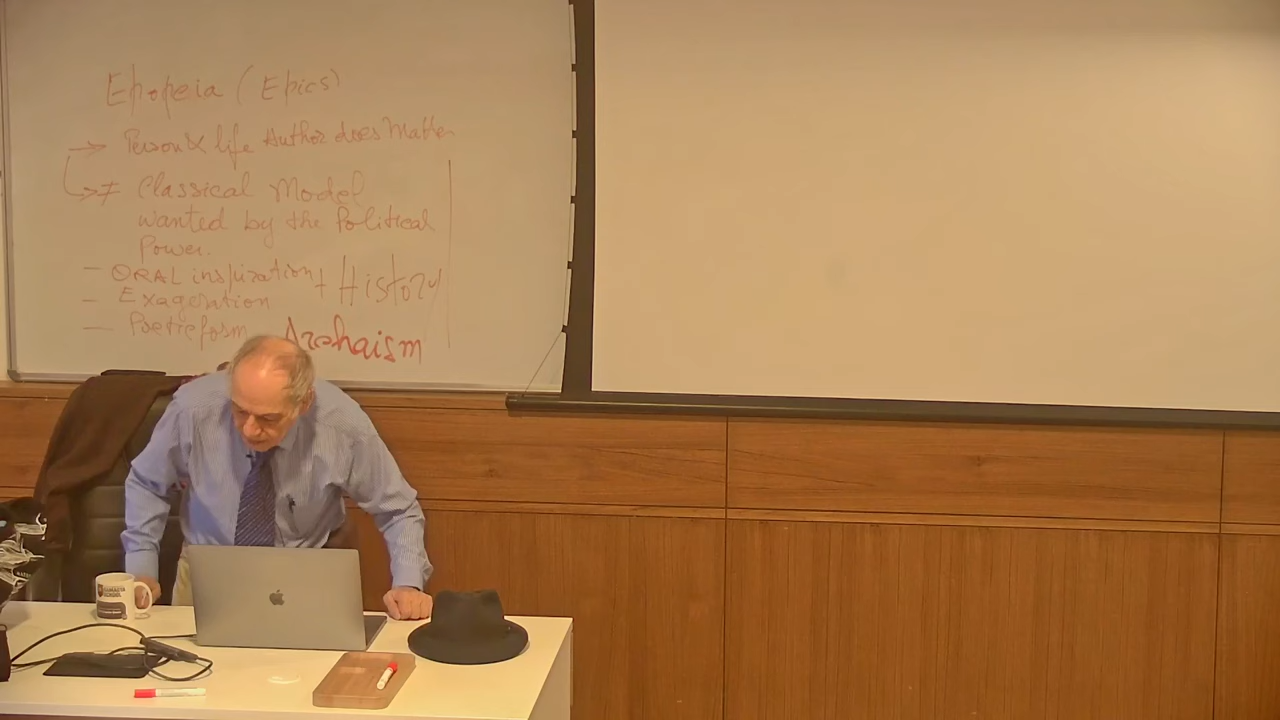 Epopeia (Epics)
→ Person & life Author does Matter
→ ≠ Classical Model
wanted by the Political
Power.
- ORAL inspiration + History
- Exageration
- Poetic form Archaism
SCHOOL